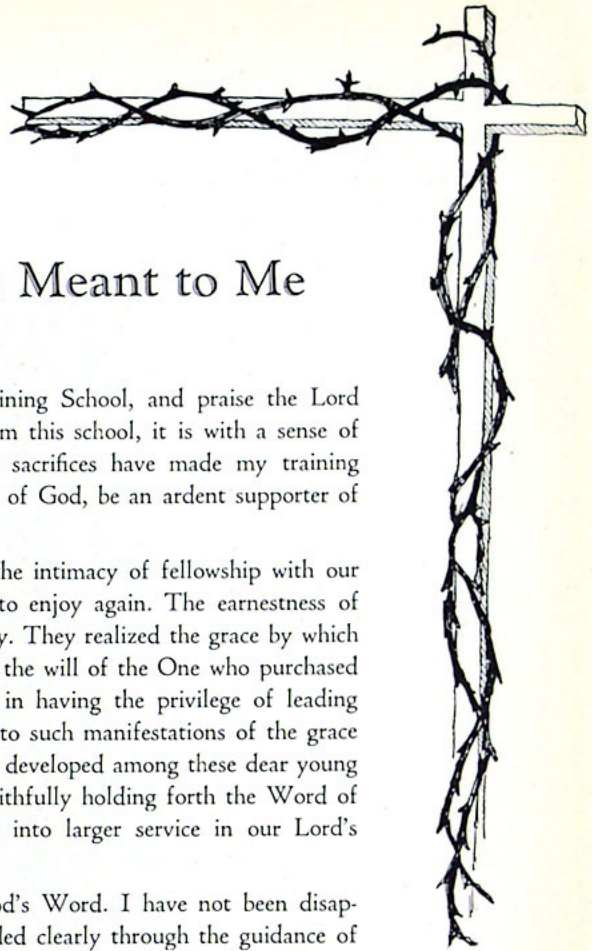 Meant to Me
ining School, and praise the Lord
m this school, it is with a sense of
sacrifices have made my training
of God, be an ardent supporter of
he intimacy of fellowship with our
to enjoy again. The earnestness of
y. They realized the grace by which
the will of the One who purchased
in having the privilege of leading
to such manifestations of the grace
developed among these dear young
ithfully holding forth the Word of
into larger service in our Lord's
od's Word. I have not been disap-
led clearly through the guidance of